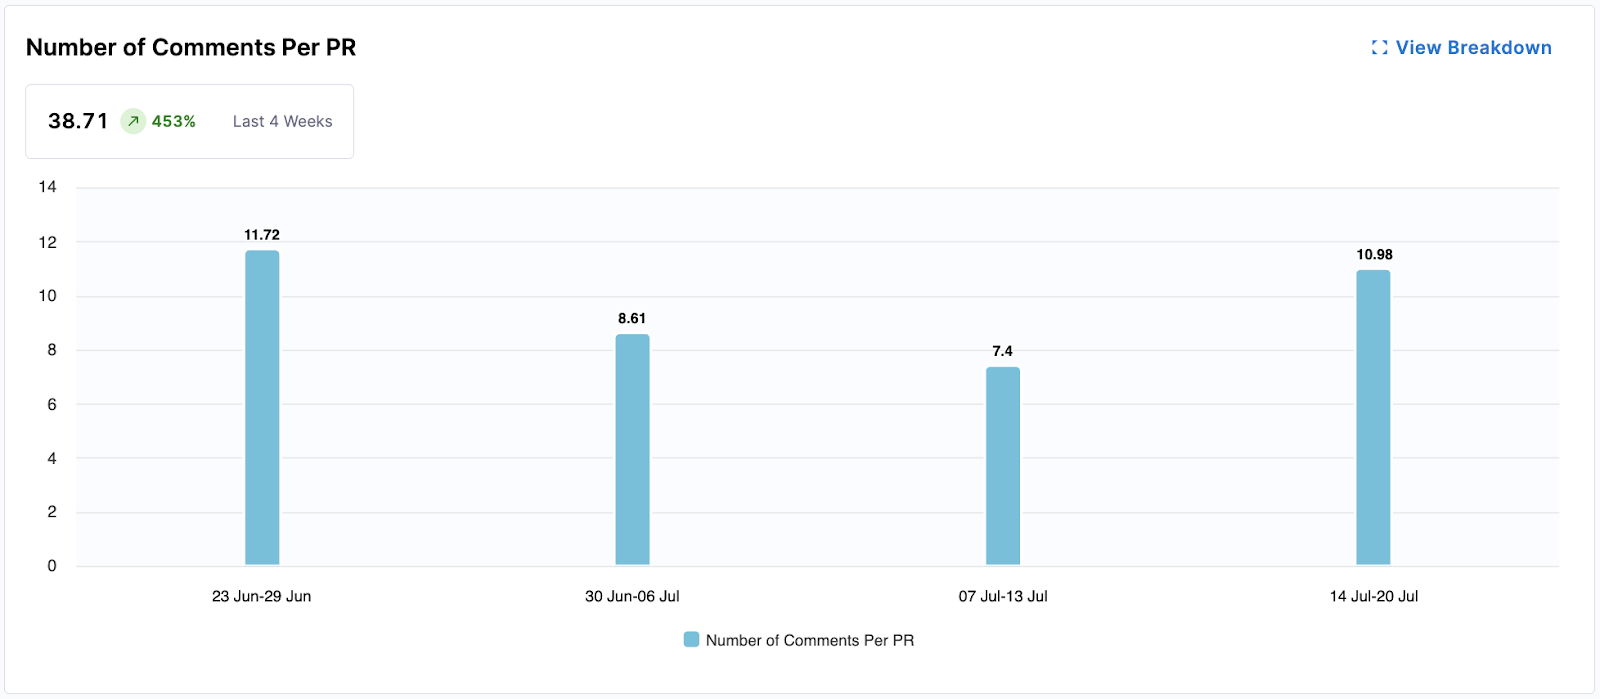 Number of Comments Per PR
View Breakdown
38.71 453% Last 4 Weeks
14
12
10
8
6
4
2
0
11.72
8.61
7.4
10.98
23 Jun-29 Jun
30 Jun-06 Jul
07 Jul-13 Jul
14 Jul-20 Jul
Number of Comments Per PR